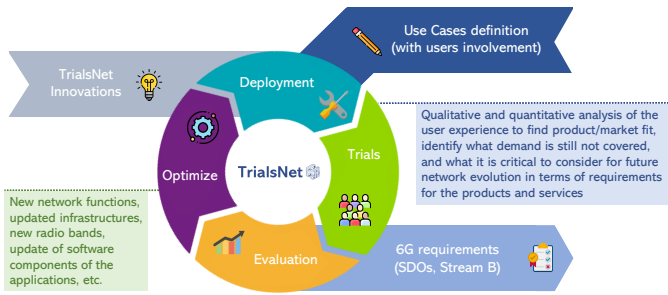 Use Cases definition
(with users involvement)
TrialsNet
Innovations
Deployment
Trials
Qualitative and quantitative analysis of the
user experience to find product/market fit,
identify what demand is still not covered,
and what it is critical to consider for future
network evolution in terms of requirements
for the products and services
Optimize
TrialsNet
New network functions,
updated infrastructures,
new radio bands,
update of software
components of the
applications, etc.
Evaluation
6G requirements
(SDOs, Stream B)